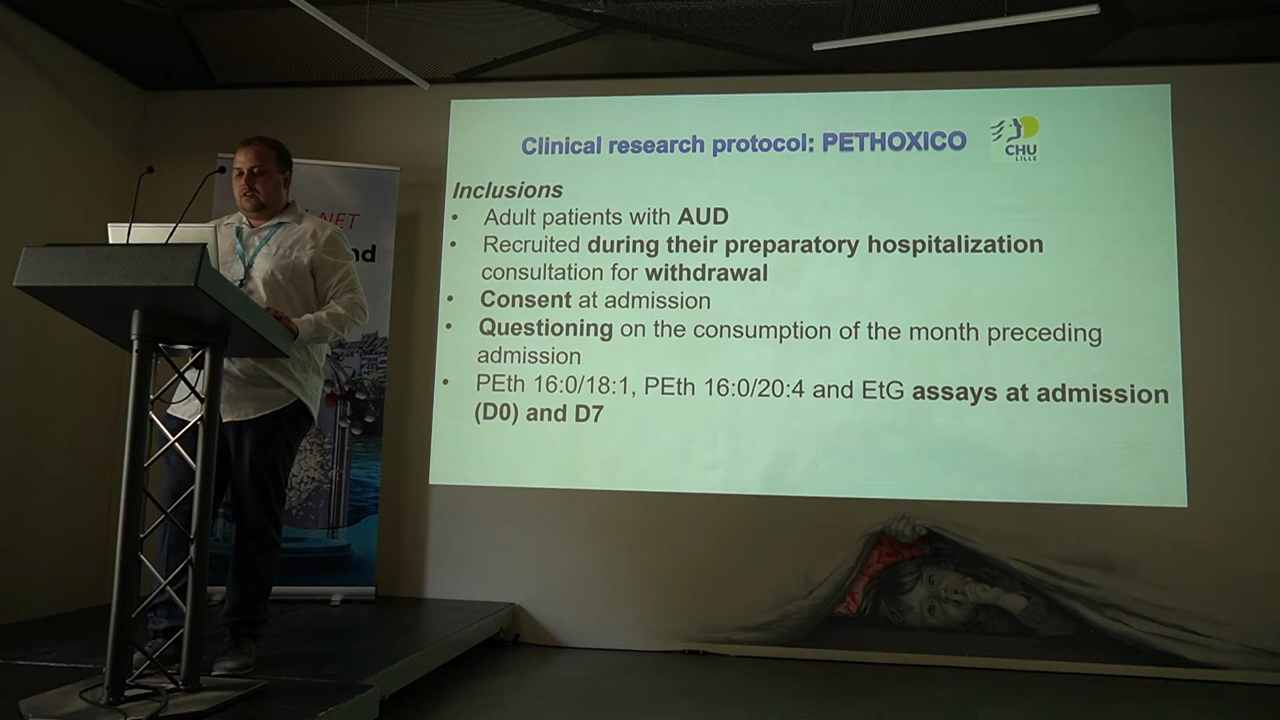 Clinical research protocol: PETHOXICO
CHU
LILLE
Inclusions
• Adult patients with AUD
• Recruited during their preparatory hospitalization
consultation for withdrawal
• Consent at admission
• Questioning on the consumption of the month preceding
admission
• PEth 16:0/18:1, PEth 16:0/20:4 and EtG assays at admission
(D0) and D7
NET
nd